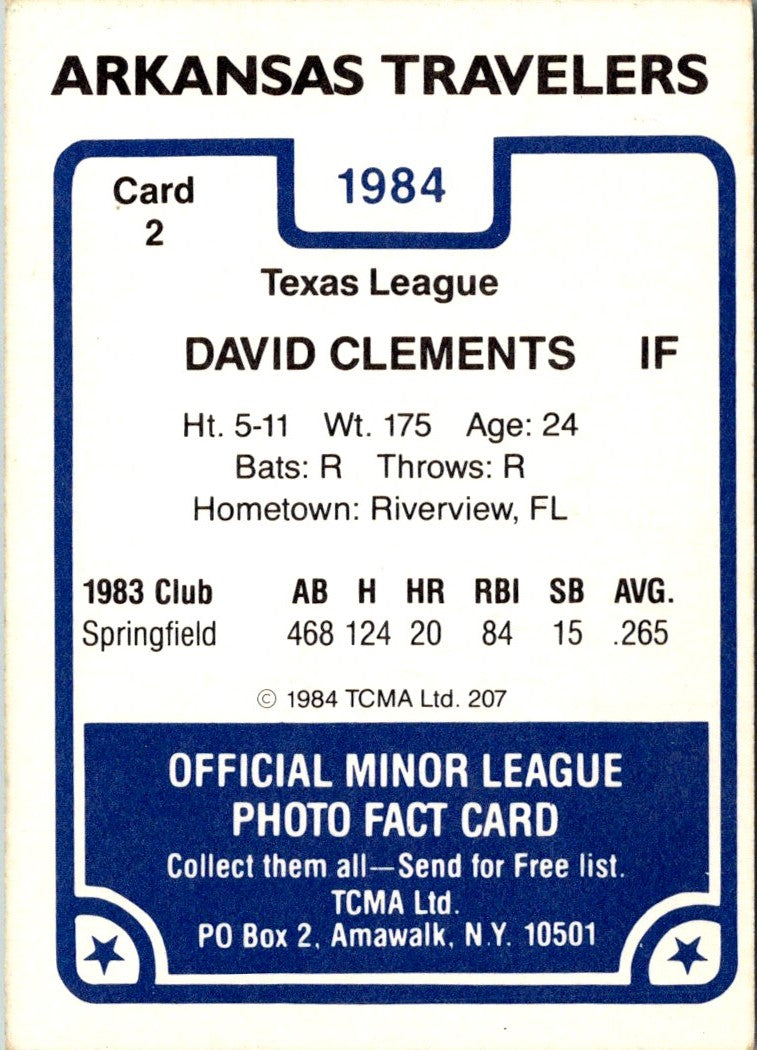 ARKANSAS TRAVELERS
1984
Card
2
Texas League
DAVID CLEMENTS IF
Ht. 5-11 Wt. 175 Age: 24
Bats: R Throws: R
Hometown: Riverview, FL
1983 Club AB H HR RBI SB AVG.
Springfield 468 124 20 84 15 .265
© 1984 TCMA Ltd. 207
OFFICIAL MINOR LEAGUE
PHOTO FACT CARD
Collect them all—Send for Free list.
TCMA Ltd.
PO Box 2, Amawalk, N.Y. 10501